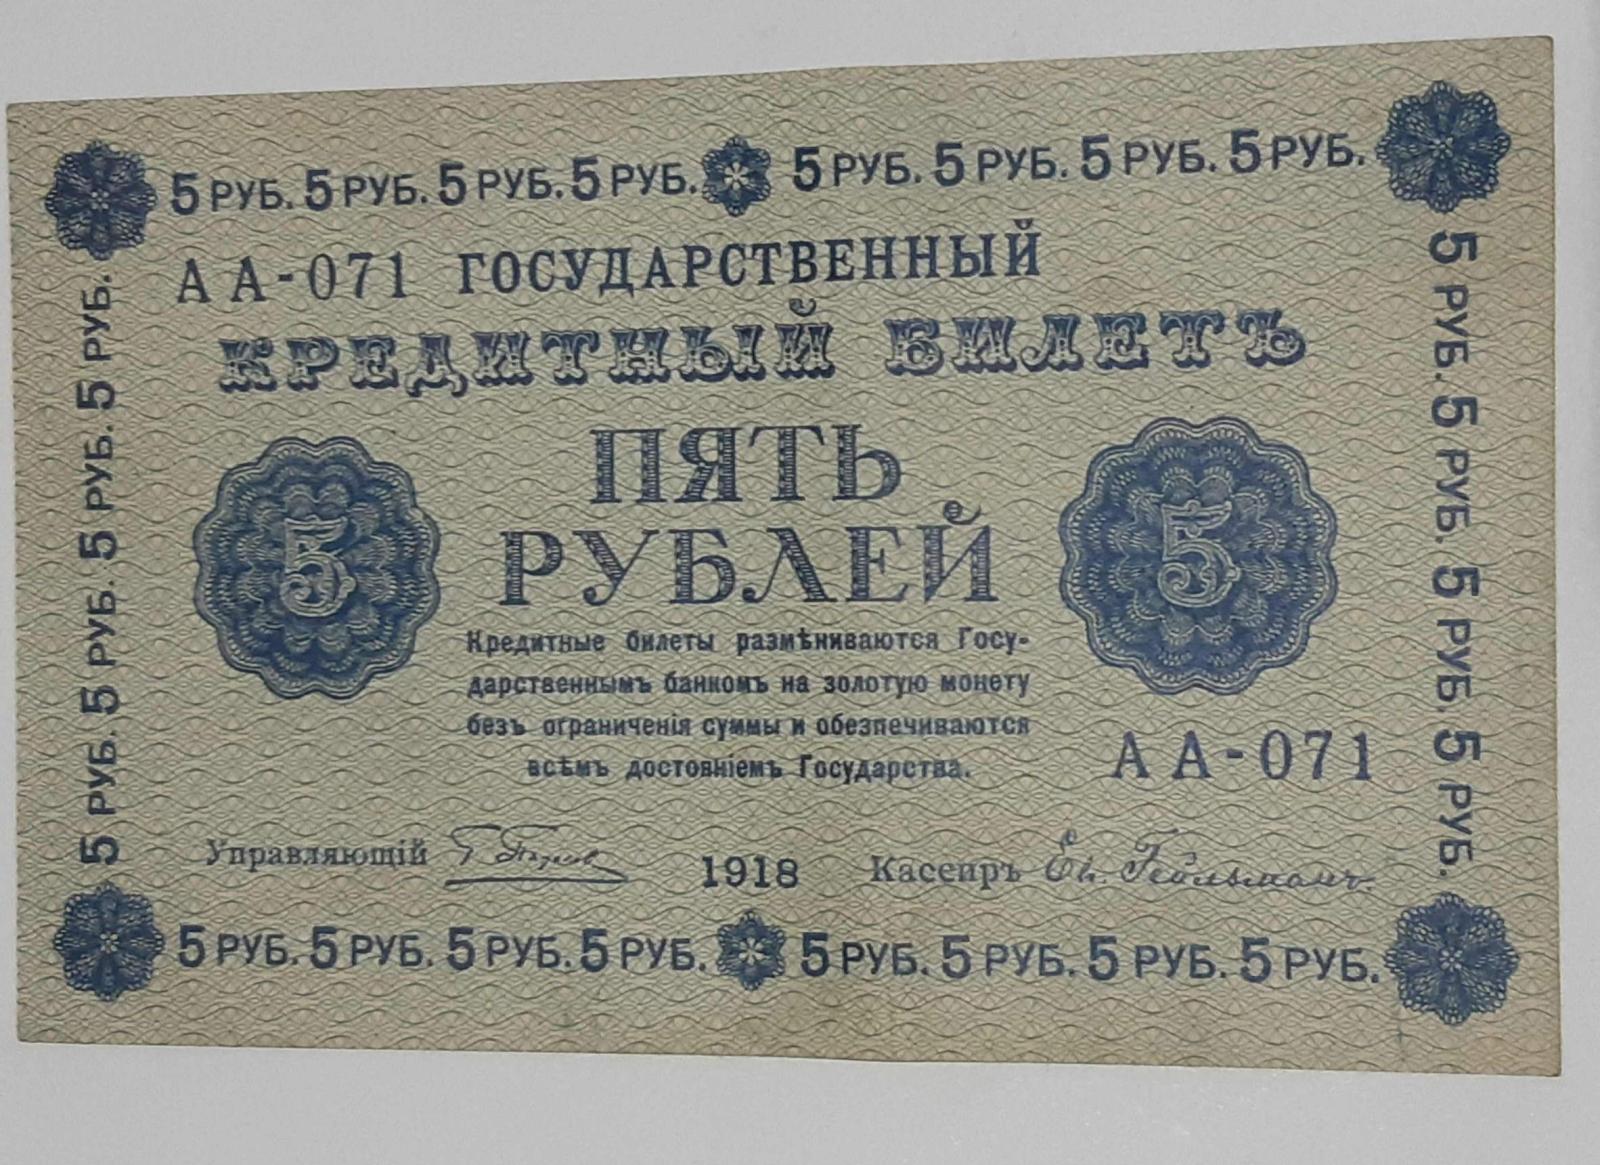 5 РУБ. 5 РУБ. 5 РУБ. 5 РУБ. 5 РУБ. 5 РУБ. 5 РУБ. 5 РУБ.
АА-071 ГОСУДАРСТВЕННЫЙ
КРЕДИТНЫЙ БИЛЕТЪ
ПЯТЬ
РУБЛЕЙ
5
5
Кредитные билеты размѣниваются Госу-
дарственнымъ банкомъ на золотую монету
безъ ограниченія суммы и обезпечиваются
всѣмъ достояніемъ Государства.
АА-071
Управляющій
1918
Кассиръ Ев. Гейльманъ.
5 РУБ. 5 РУБ. 5 РУБ. 5 РУБ. 5 РУБ. 5 РУБ. 5 РУБ. 5 РУБ.
5 РУБ. 5 РУБ. 5 РУБ. 5 РУБ.
5 РУБ. 5 РУБ. 5 РУБ. 5 РУБ.